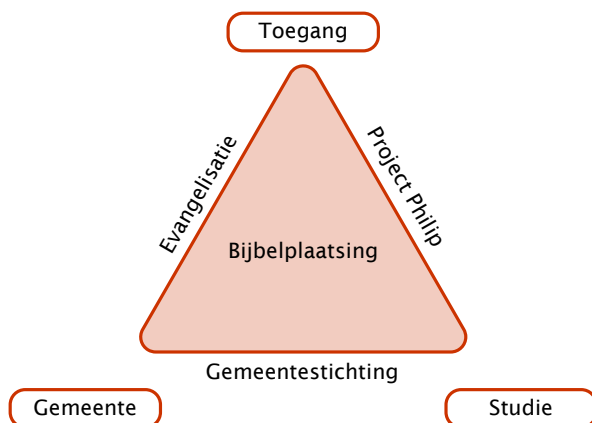 Toegang
Evangelisatie
Project Philip
Bijbelplaatsing
Gemeentestichting
Gemeente
Studie